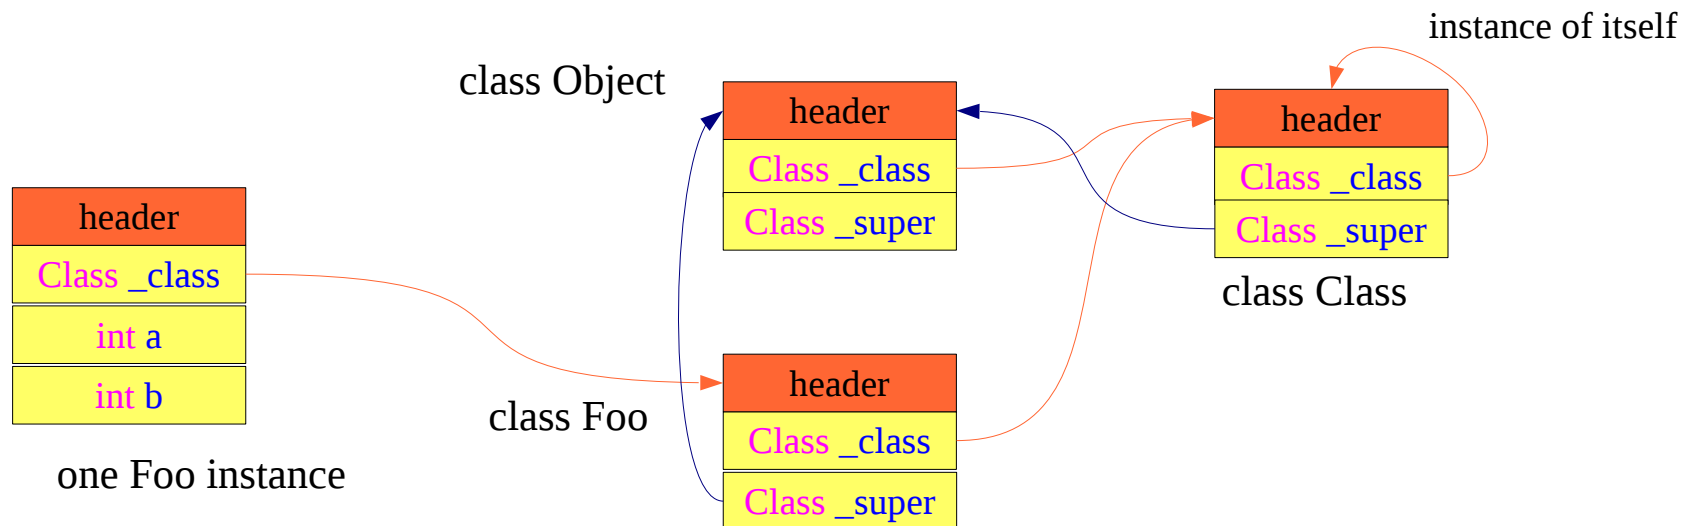 instance of itself
class Object
header
Class _class
Class _super
header
Class _class
Class _super
class Class
header
Class _class
int a
int b
one Foo instance
class Foo
header
Class _class
Class _super